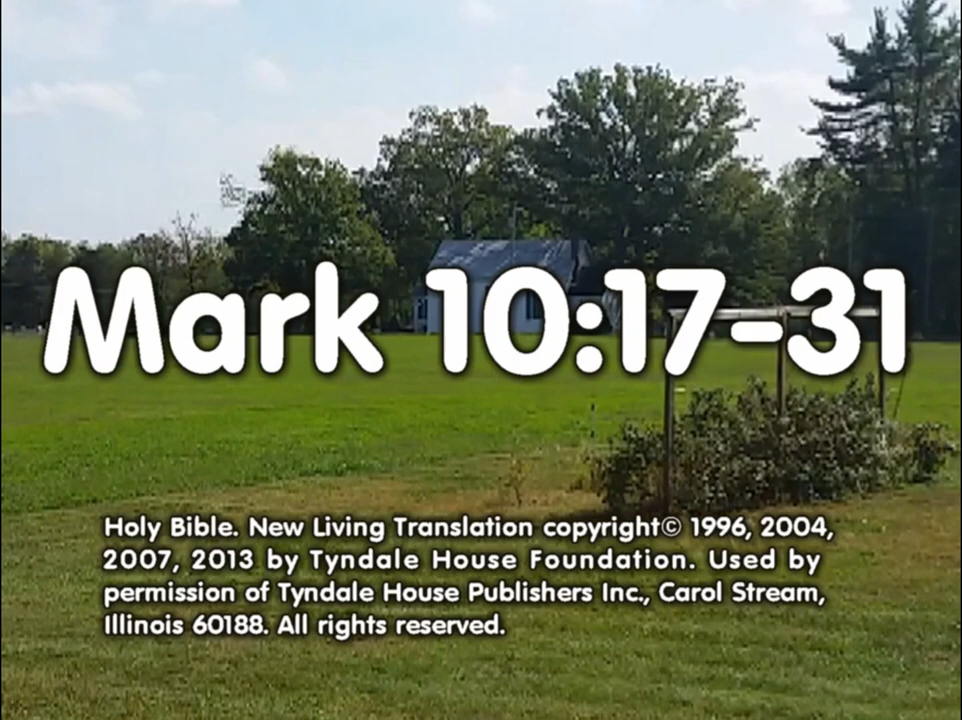 Mark 10:17-31
Holy Bible. New Living Translation copyright© 1996, 2004,
2007, 2013 by Tyndale House Foundation. Used by
permission of Tyndale House Publishers Inc., Carol Stream,
Illinois 60188. All rights reserved.